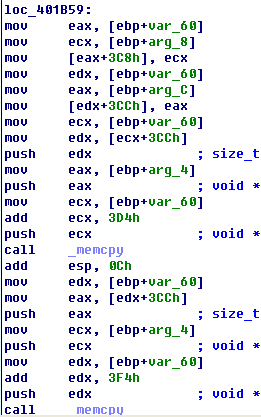 loc_401B59:
mov eax, [ebp+var_60]
mov ecx, [ebp+arg_8]
mov [eax+3C8h], ecx
mov edx, [ebp+var_60]
mov eax, [ebp+arg_C]
mov [edx+3CCh], eax
mov ecx, [ebp+var_60]
mov edx, [ecx+3CCh]
push edx ; size_t
mov eax, [ebp+arg_4]
push eax ; void *
mov ecx, [ebp+var_60]
add ecx, 3D4h
push ecx ; void *
call _memcpy
add esp, 0Ch
mov edx, [ebp+var_60]
mov eax, [edx+3CCh]
push eax ; size_t
mov ecx, [ebp+arg_4]
push ecx ; void *
mov edx, [ebp+var_60]
add edx, 3F4h
push edx ; void *
call _memcpy